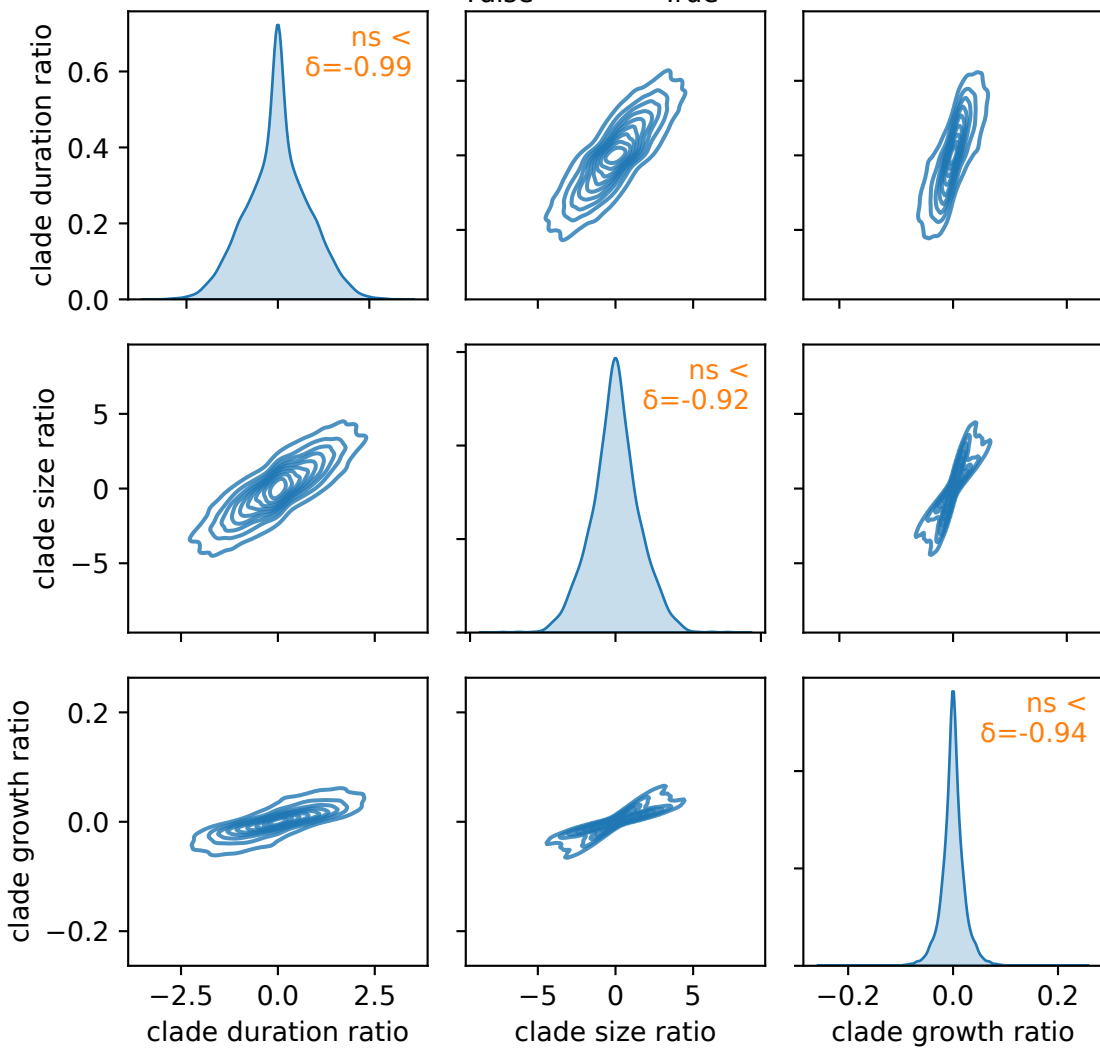 clade duration ratio
0.6
0.4
0.2
0.0
ns <
δ=-0.99
clade size ratio
5
0
−5
ns <
δ=-0.92
clade growth ratio
0.2
0.0
−0.2
ns <
δ=-0.94
−2.5 0.0 2.5
clade duration ratio
−5 0 5
clade size ratio
−0.2 0.0 0.2
clade growth ratio